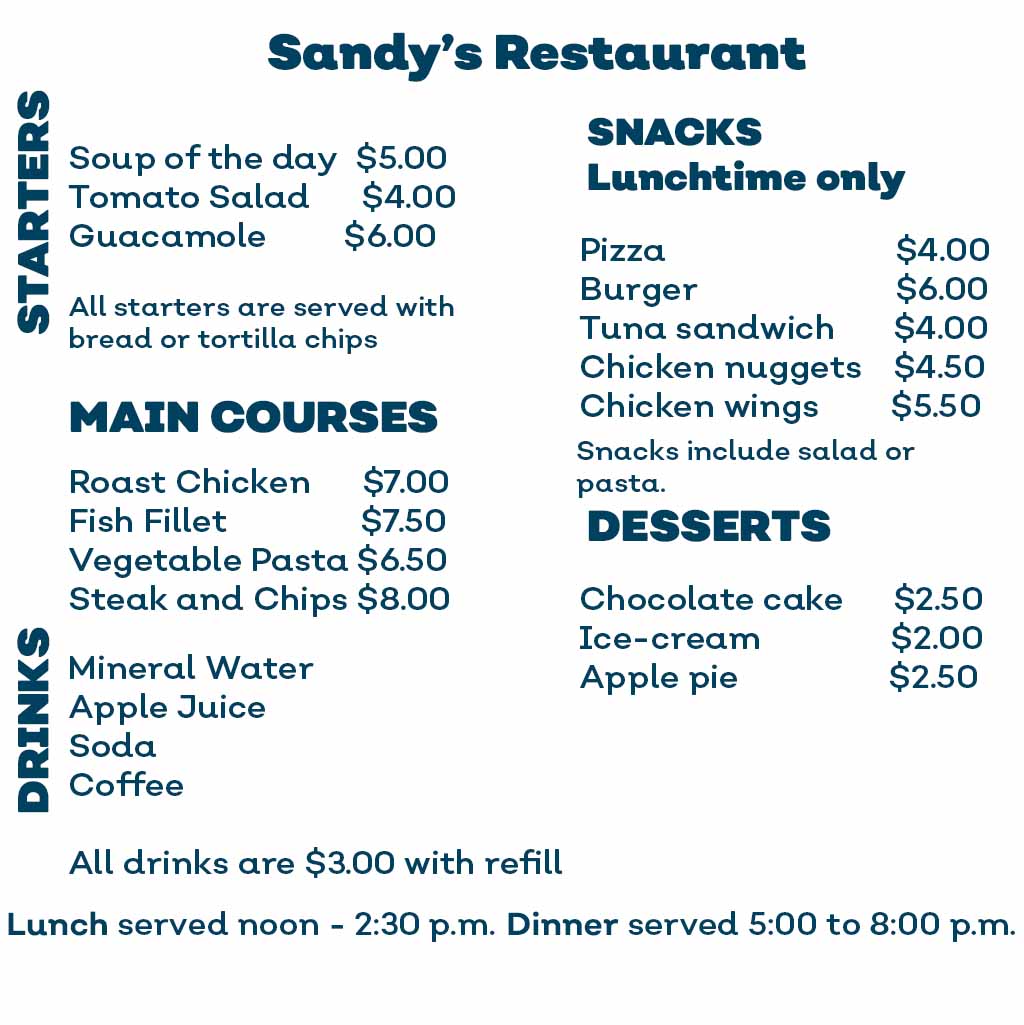 Sandy's Restaurant
STARTERS
Soup of the day $5.00
Tomato Salad $4.00
Guacamole $6.00
All starters are served with
bread or tortilla chips
MAIN COURSES
Roast Chicken $7.00
Fish Fillet $7.50
Vegetable Pasta $6.50
Steak and Chips $8.00
DRINKS
Mineral Water
Apple Juice
Soda
Coffee
All drinks are $3.00 with refill
SNACKS
Lunchtime only
Pizza $4.00
Burger $6.00
Tuna sandwich $4.00
Chicken nuggets $4.50
Chicken wings $5.50
Snacks include salad or
pasta.
DESSERTS
Chocolate cake $2.50
Ice-cream $2.00
Apple pie $2.50
Lunch served noon - 2:30 p.m. Dinner served 5:00 to 8:00 p.m.